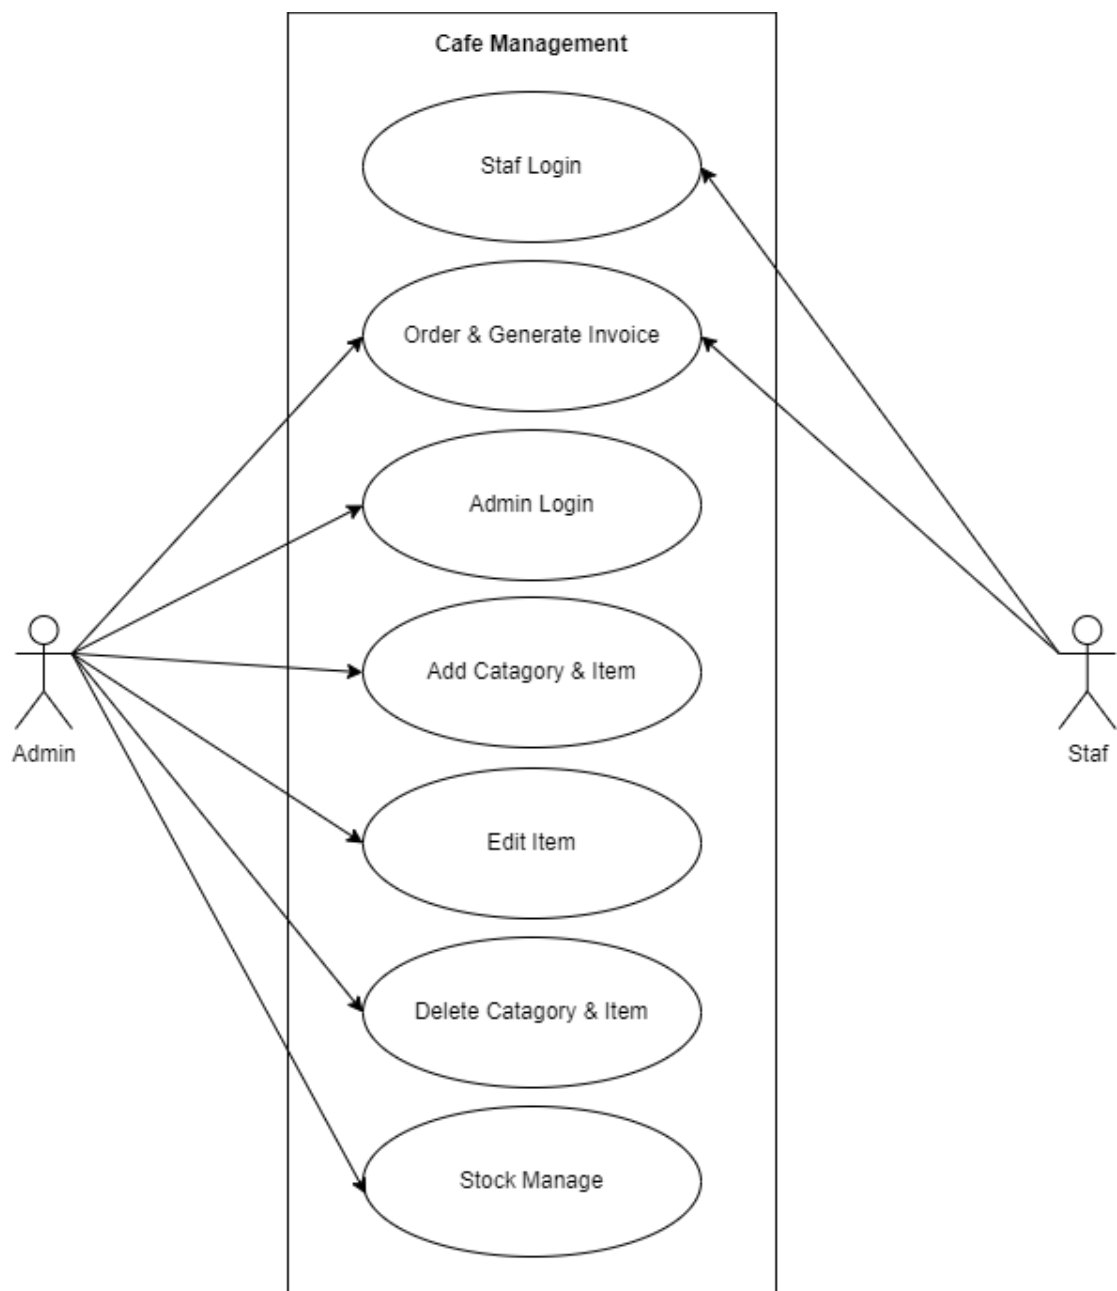 Cafe Management
Staf Login
Order & Generate Invoice
Admin Login
Add Catagory & Item
Admin
Staf
Edit Item
Delete Catagory & Item
Stock Manage